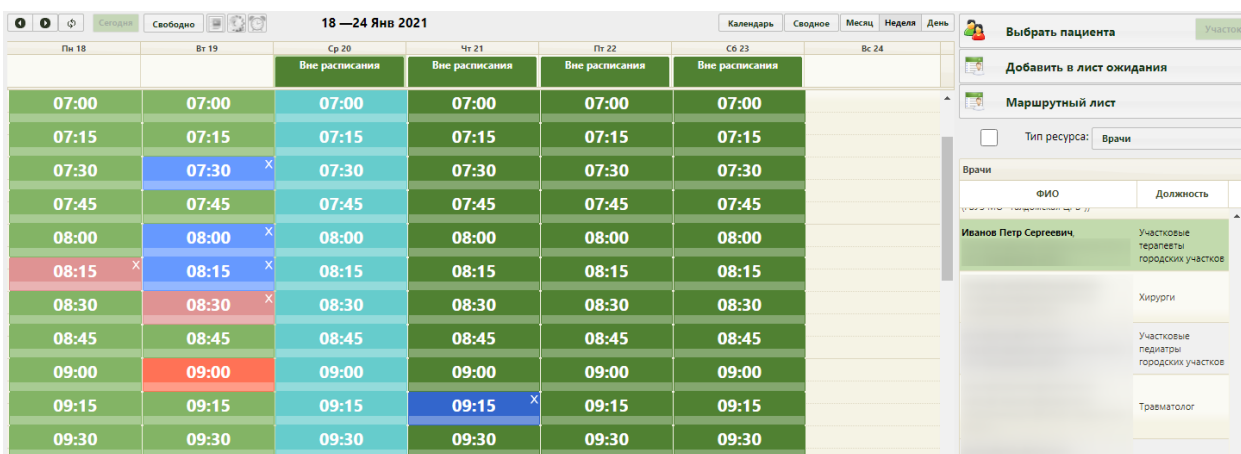 Сегодня Свободно 18 —24 Янв 2021 Календарь Сводное Месяц Неделя День
Пн 18 Вт 19 Ср 20 Чт 21 Пт 22 Сб 23 Вс 24
Вне расписания Вне расписания Вне расписания Вне расписания
07:00 07:00 07:00 07:00 07:00 07:00
07:15 07:15 07:15 07:15 07:15 07:15
07:30 07:30 X 07:30 07:30 07:30 07:30
07:45 07:45 07:45 07:45 07:45 07:45
08:00 08:00 X 08:00 08:00 08:00 08:00
08:15 X 08:15 X 08:15 08:15 08:15 08:15
08:30 08:30 X 08:30 08:30 08:30 08:30
08:45 08:45 08:45 08:45 08:45 08:45
09:00 09:00 09:00 09:00 09:00 09:00
09:15 09:15 09:15 09:15 X 09:15 09:15
09:30 09:30 09:30 09:30 09:30 09:30
Выбрать пациента Участок
Добавить в лист ожидания
Маршрутный лист
Тип ресурса: Врачи
Врачи
ФИО Должность
Иванов Петр Сергеевич, Участковые
терапевты
городских участков
Хирурги
Участковые
педиатры
городских участков
Травматолог